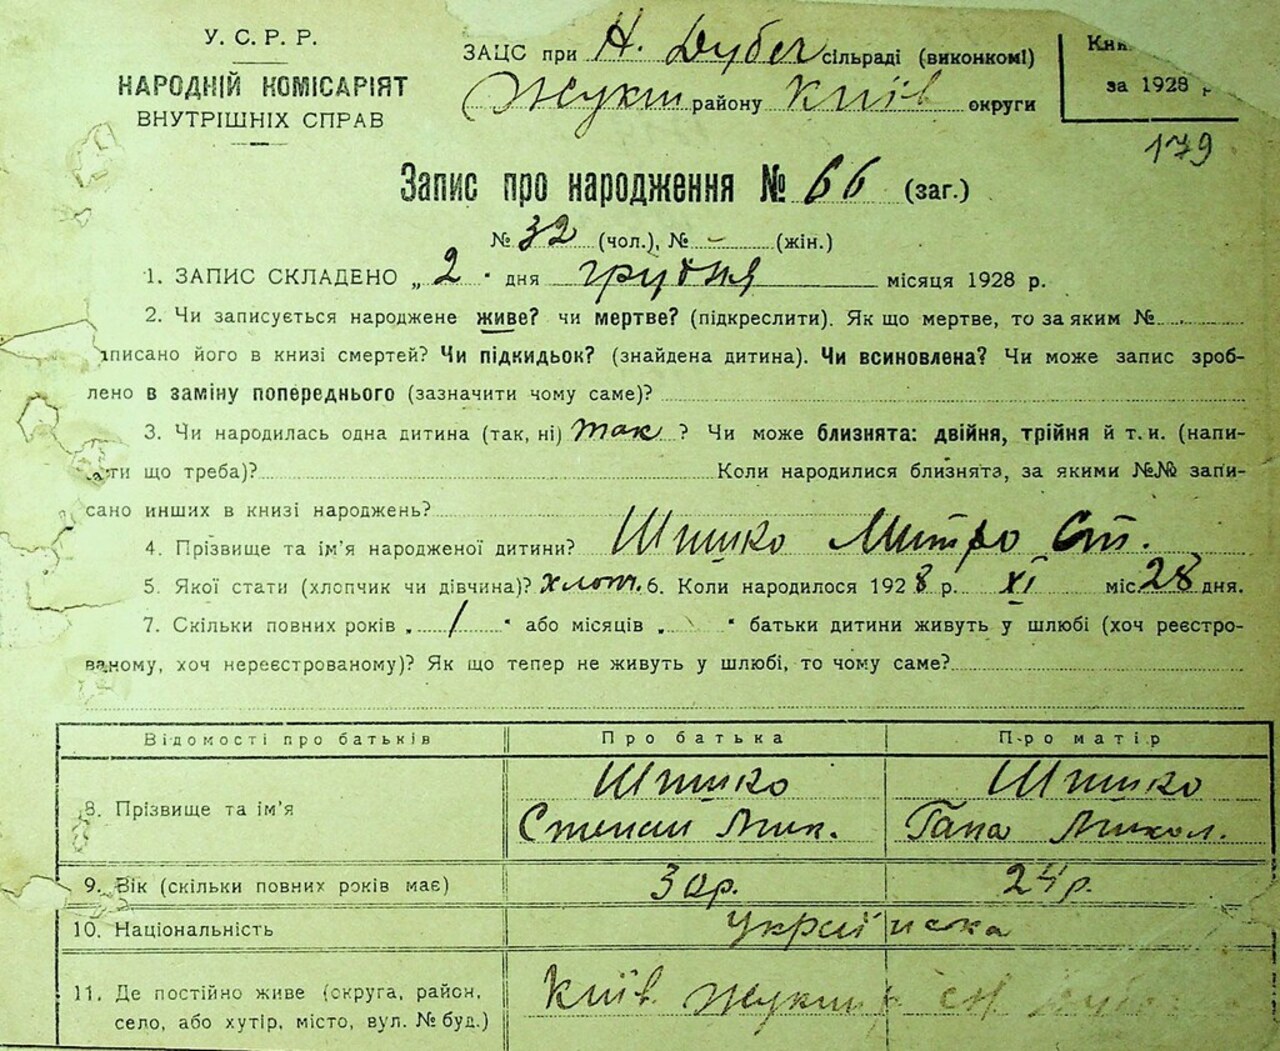 У. С. Р. Р.
НАРОДНІЙ КОМІСАРІЯТ
ВНУТРІШНІХ СПРАВ
ЗАЦС при Н. Дубеч сільраді (виконкомі)
Жукин району Київ округи
за 1928 р
179
Запис про народження № 66 (заг.)
№ 32 (чол.), № – (жін.)
1. ЗАПИС СКЛАДЕНО „ 2 " дня грудня місяця 1928 р.
2. Чи записується народжене живе? чи мертве? (підкреслити). Як що мертве, то за яким №
аписано його в книзі смертей? Чи підкидьок? (знайдена дитина). Чи всиновлена? Чи може запис зроб-
лено в заміну попереднього (зазначити чому саме)?
3. Чи народилась одна дитина (так, ні) так ? Чи може близнята: двійня, трійня й т. и. (напи-
ати що треба)? Коли народилися близнята, за якими №№ запи-
сано инших в книзі народжень?
4. Прізвище та ім'я народженої дитини? Шишко Митро Ст.
5. Якої стати (хлопчик чи дівчина)? хлопч. 6. Коли народилося 1928 р. XI міс. 28 дня.
7. Скільки повних років „ 1 " або місяців „ " батьки дитини живуть у шлюбі (хоч реєстро-
ваному, хоч нереєстрованому)? Як що тепер не живуть у шлюбі, то чому саме?
Відомості про батьків Про батька Про матір
8. Прізвище та ім'я Шишко Степан Мик. Шишко Гапа Микол.
9. Вік (скільки повних років має) 30р. 24р.
10. Національність Українська
11. Де постійно живе (округа, район, село, або хутір, місто, вул. № буд.) Київ. Жукин р